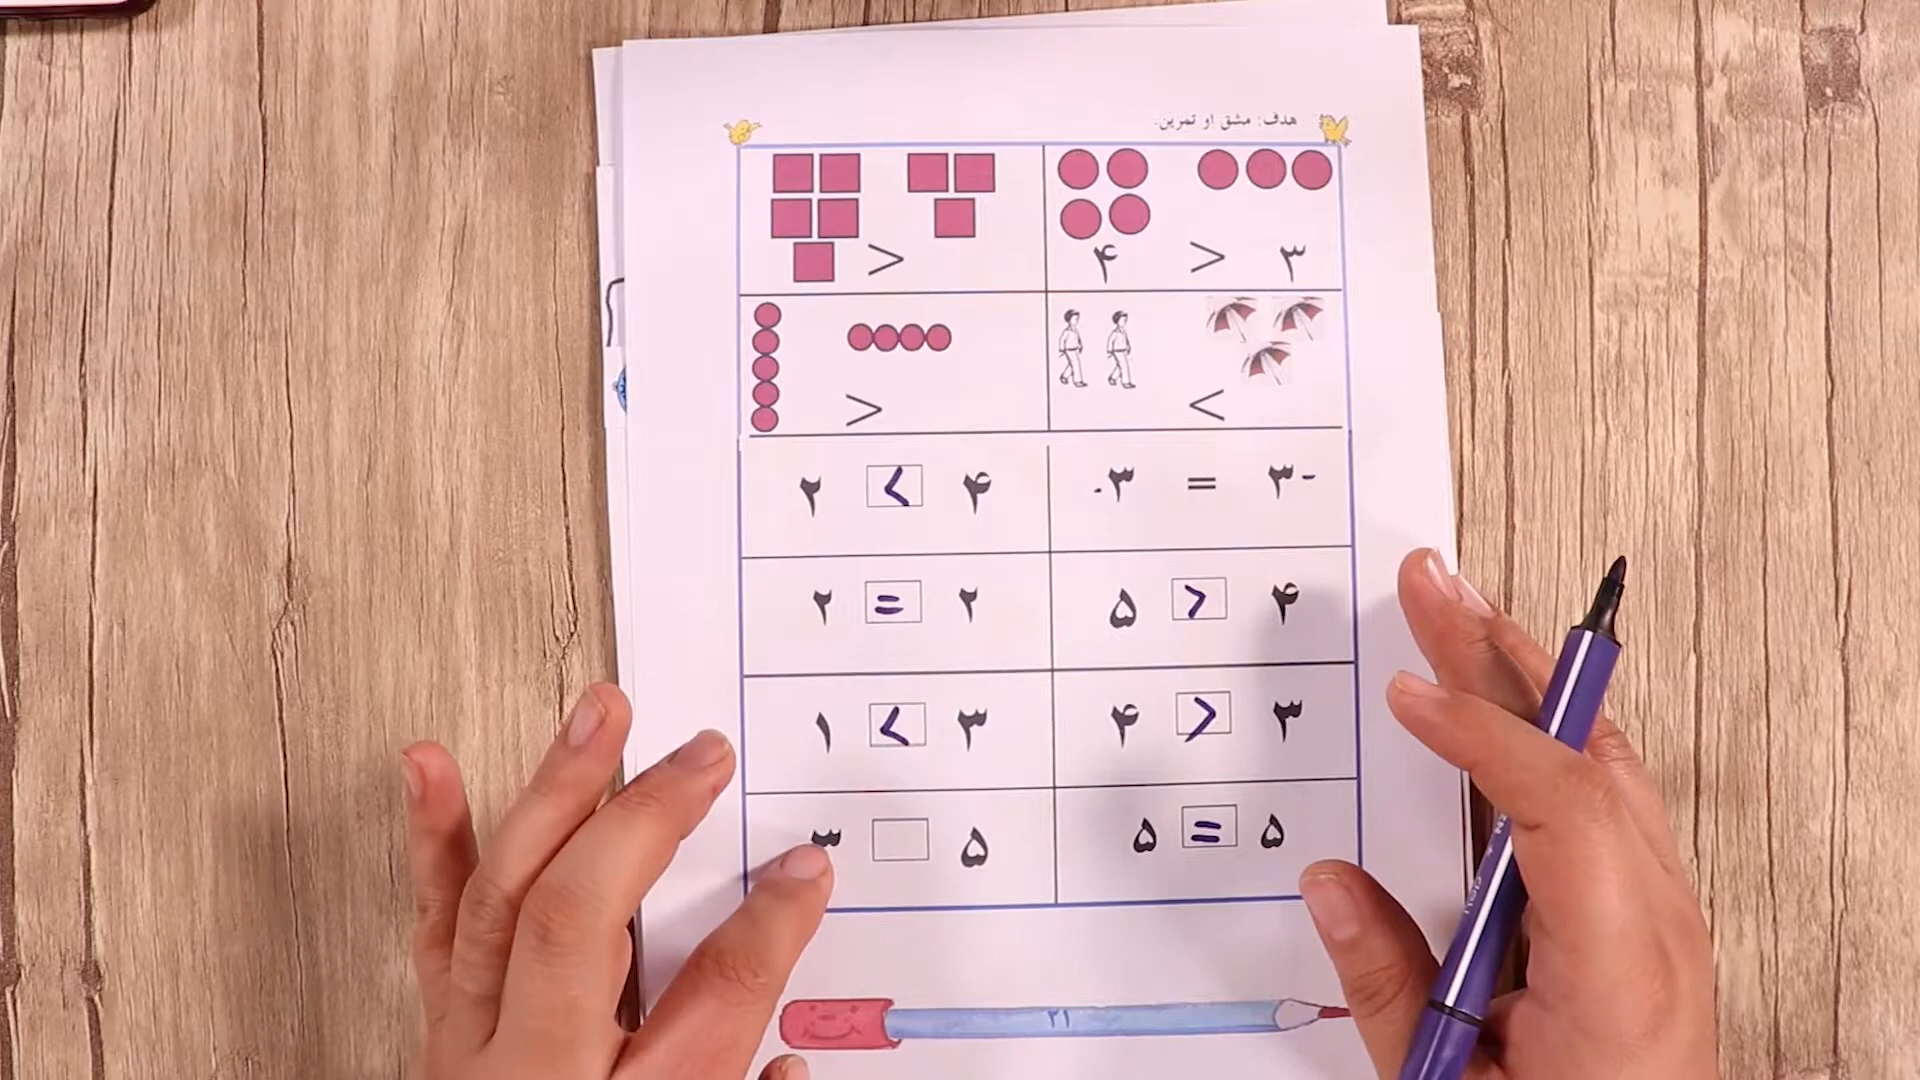 هدف: مشق او تمرین.
> ۴ > ۳
> <
۲ < ۴ .۳ = ۳-
۲ = ۲ ۵ > ۴
۱ < ۳ ۴ > ۳
۳ ۵ ۵ = ۵
۲۱